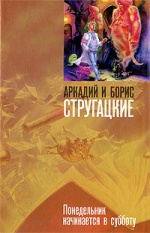 АРКАДИЙ И БОРИС
СТРУГАЦКИЕ
Понедельник
начинается в субботу